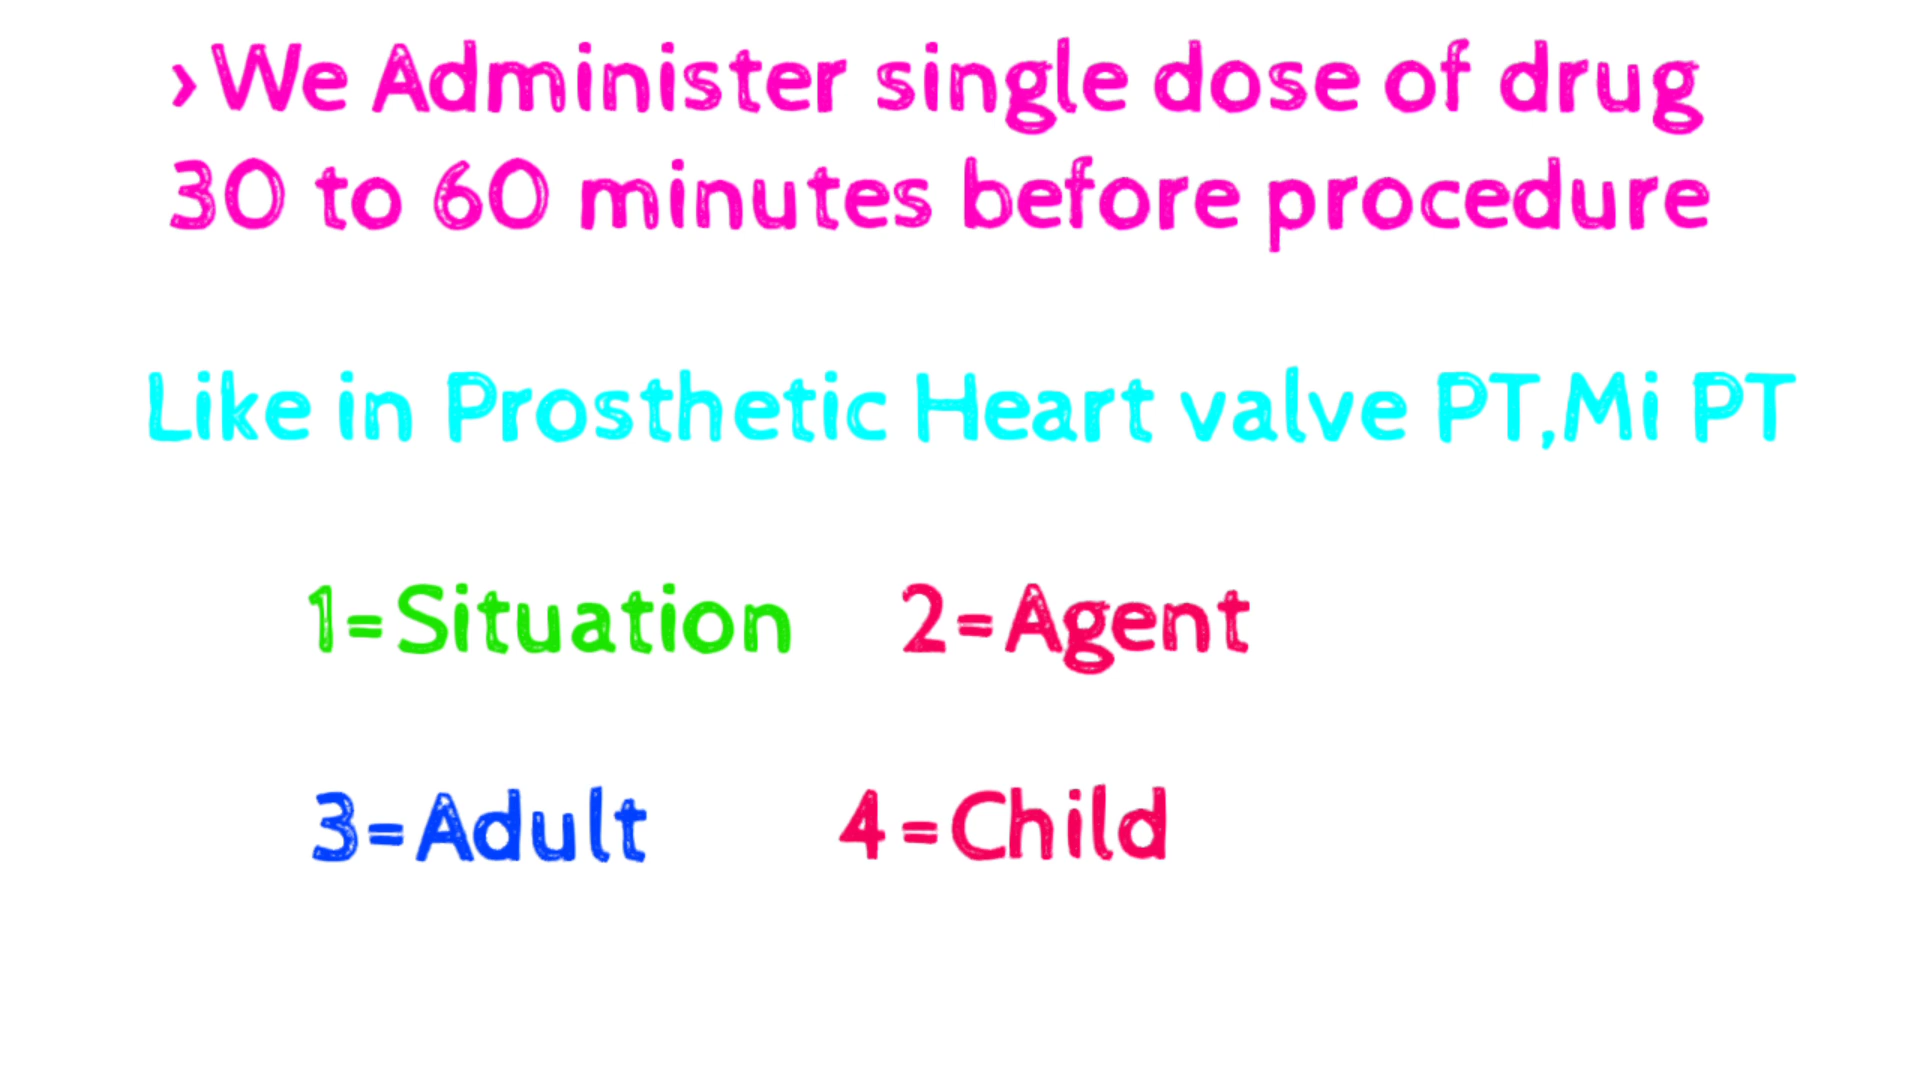 ›We Administer single dose of drug
30 to 60 minutes before procedure
Like in Prosthetic Heart valve PT,Mi PT
1=Situation 2=Agent
3=Adult 4=Child